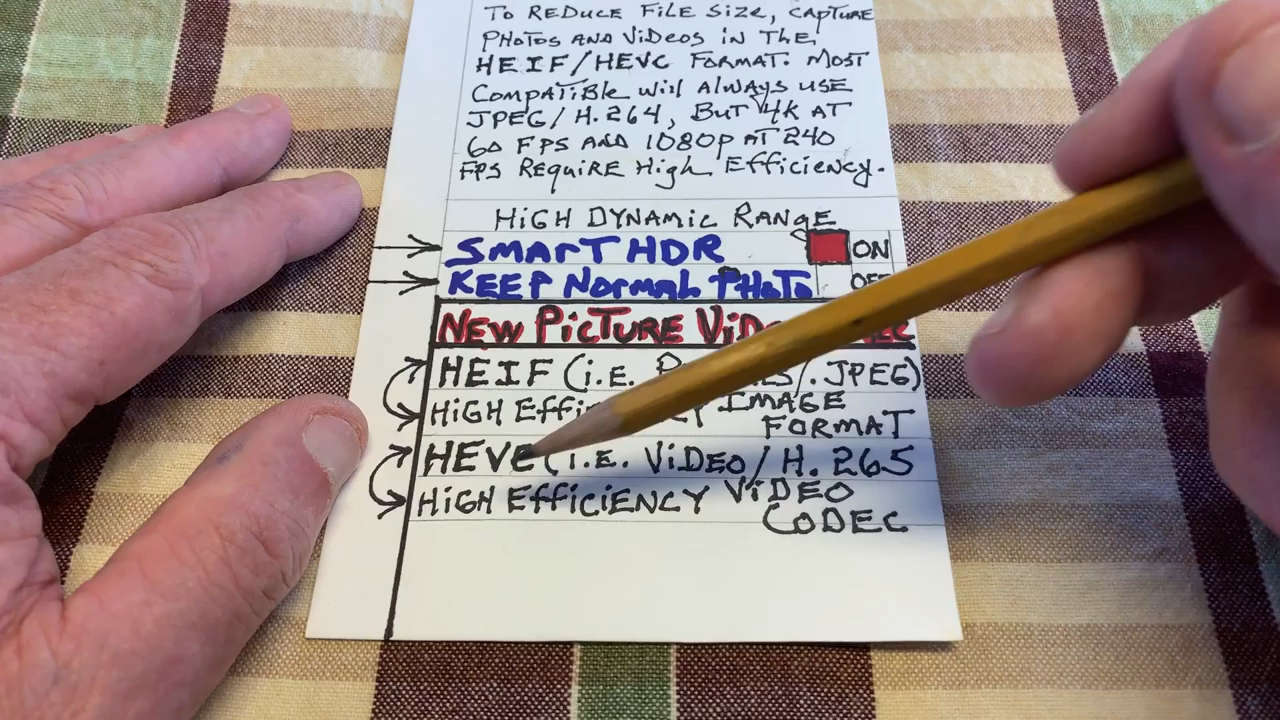 TO REDUCE FILE SIZE, CAPTURE
PHOTOS AND VIDEOS IN THE
HEIF/HEVC FORMAT. MOST
COMPATIBLE WILL ALWAYS USE
JPEG/H.264, BUT 4K AT
60 FPS AND 1080P AT 240
FPS REQUIRE HIGH EFFICIENCY.
HIGH DYNAMIC RANGE
SMART HDR ON
KEEP NORMAL PHOTO
NEW PICTURE
HEIF (i.e. /.JPEG)
HIGH EFFICIENCY IMAGE
FORMAT
HEVC (i.e. VIDEO/H.265
HIGH EFFICIENCY VIDEO
CODEC